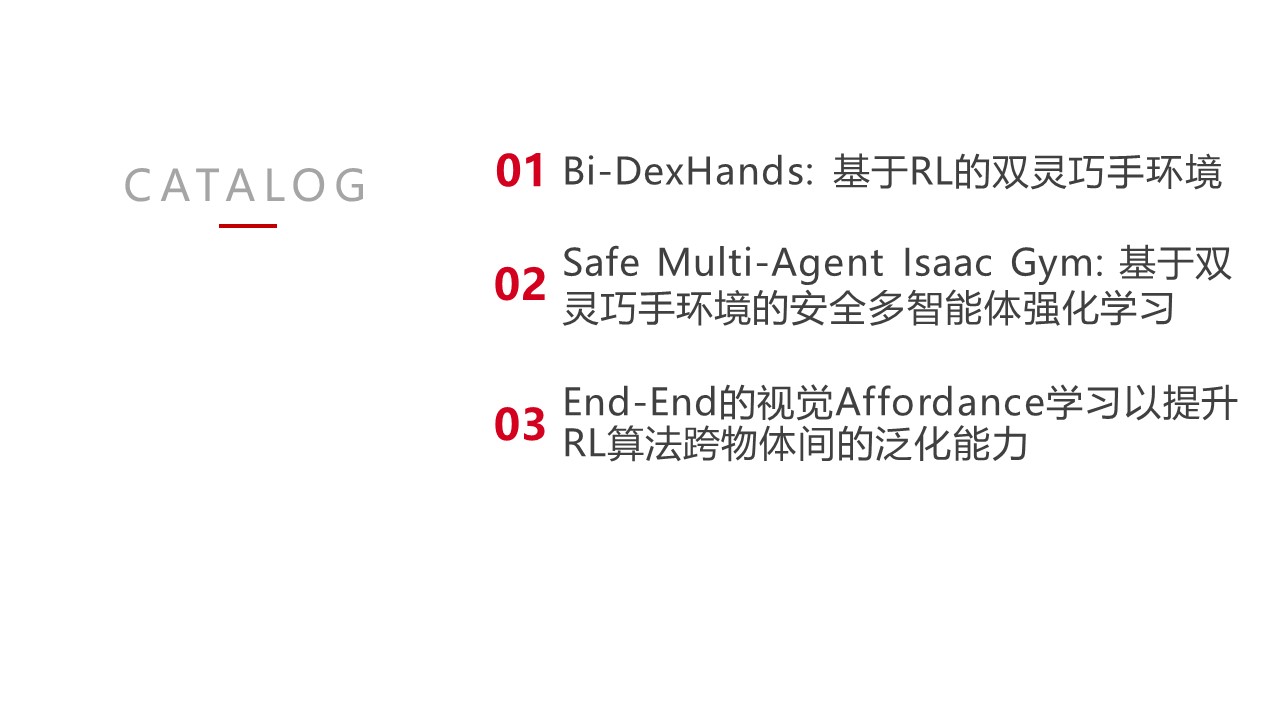 CATALOG
01 Bi-DexHands: 基于RL的双灵巧手环境
02 Safe Multi-Agent Isaac Gym: 基于双
灵巧手环境的安全多智能体强化学习
03 End-End的视觉Affordance学习以提升
RL算法跨物体间的泛化能力